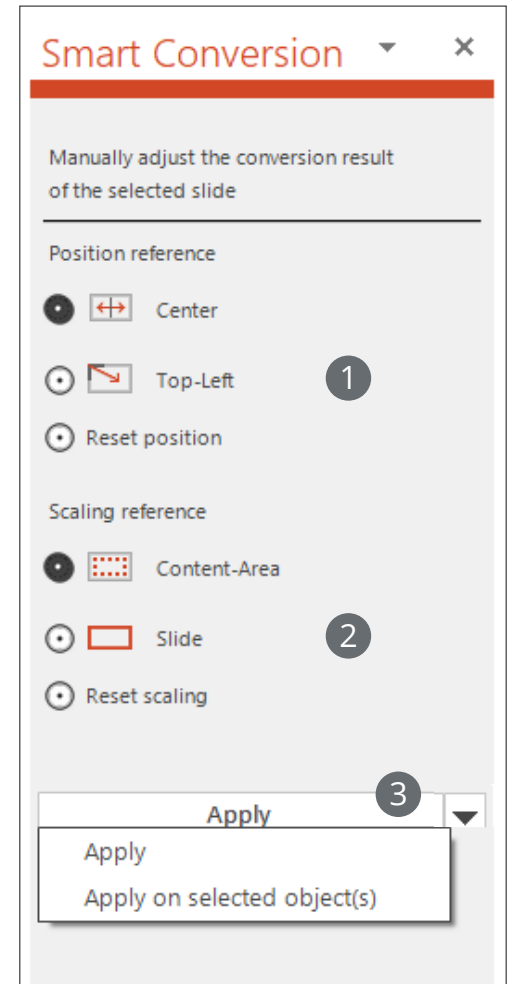 Smart Conversion
Manually adjust the conversion result
of the selected slide
Position reference
Center
Top-Left
1
Reset position
Scaling reference
Content-Area
Slide
2
Reset scaling
3
Apply
Apply
Apply on selected object(s)